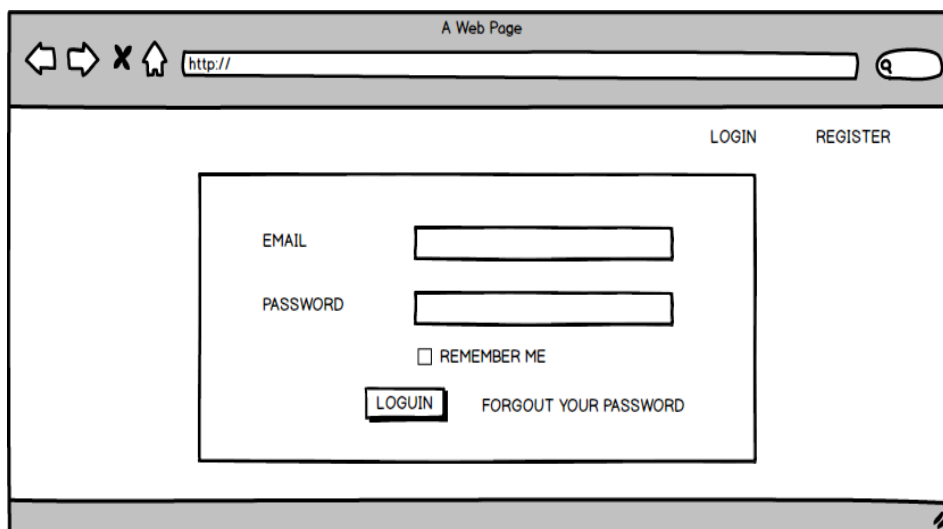 A Web Page
http://
LOGIN REGISTER
EMAIL
PASSWORD
REMEMBER ME
LOGUIN FORGOUT YOUR PASSWORD